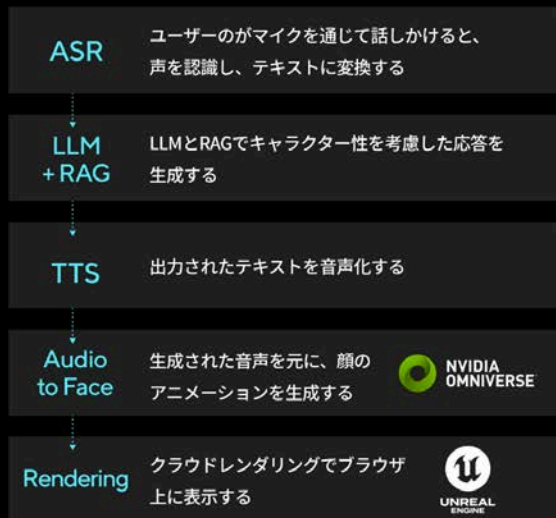 ASR
ユーザーのがマイクを通じて話しかけると、
声を認識し、テキストに変換する
LLM
+ RAG
LLMとRAGでキャラクター性を考慮した応答を
生成する
TTS
出力されたテキストを音声化する
Audio
to Face
生成された音声を元に、顔の
アニメーションを生成する
NVIDIA
OMNIVERSE
Rendering
クラウドレンダリングでブラウザ
上に表示する
UNREAL
ENGINE